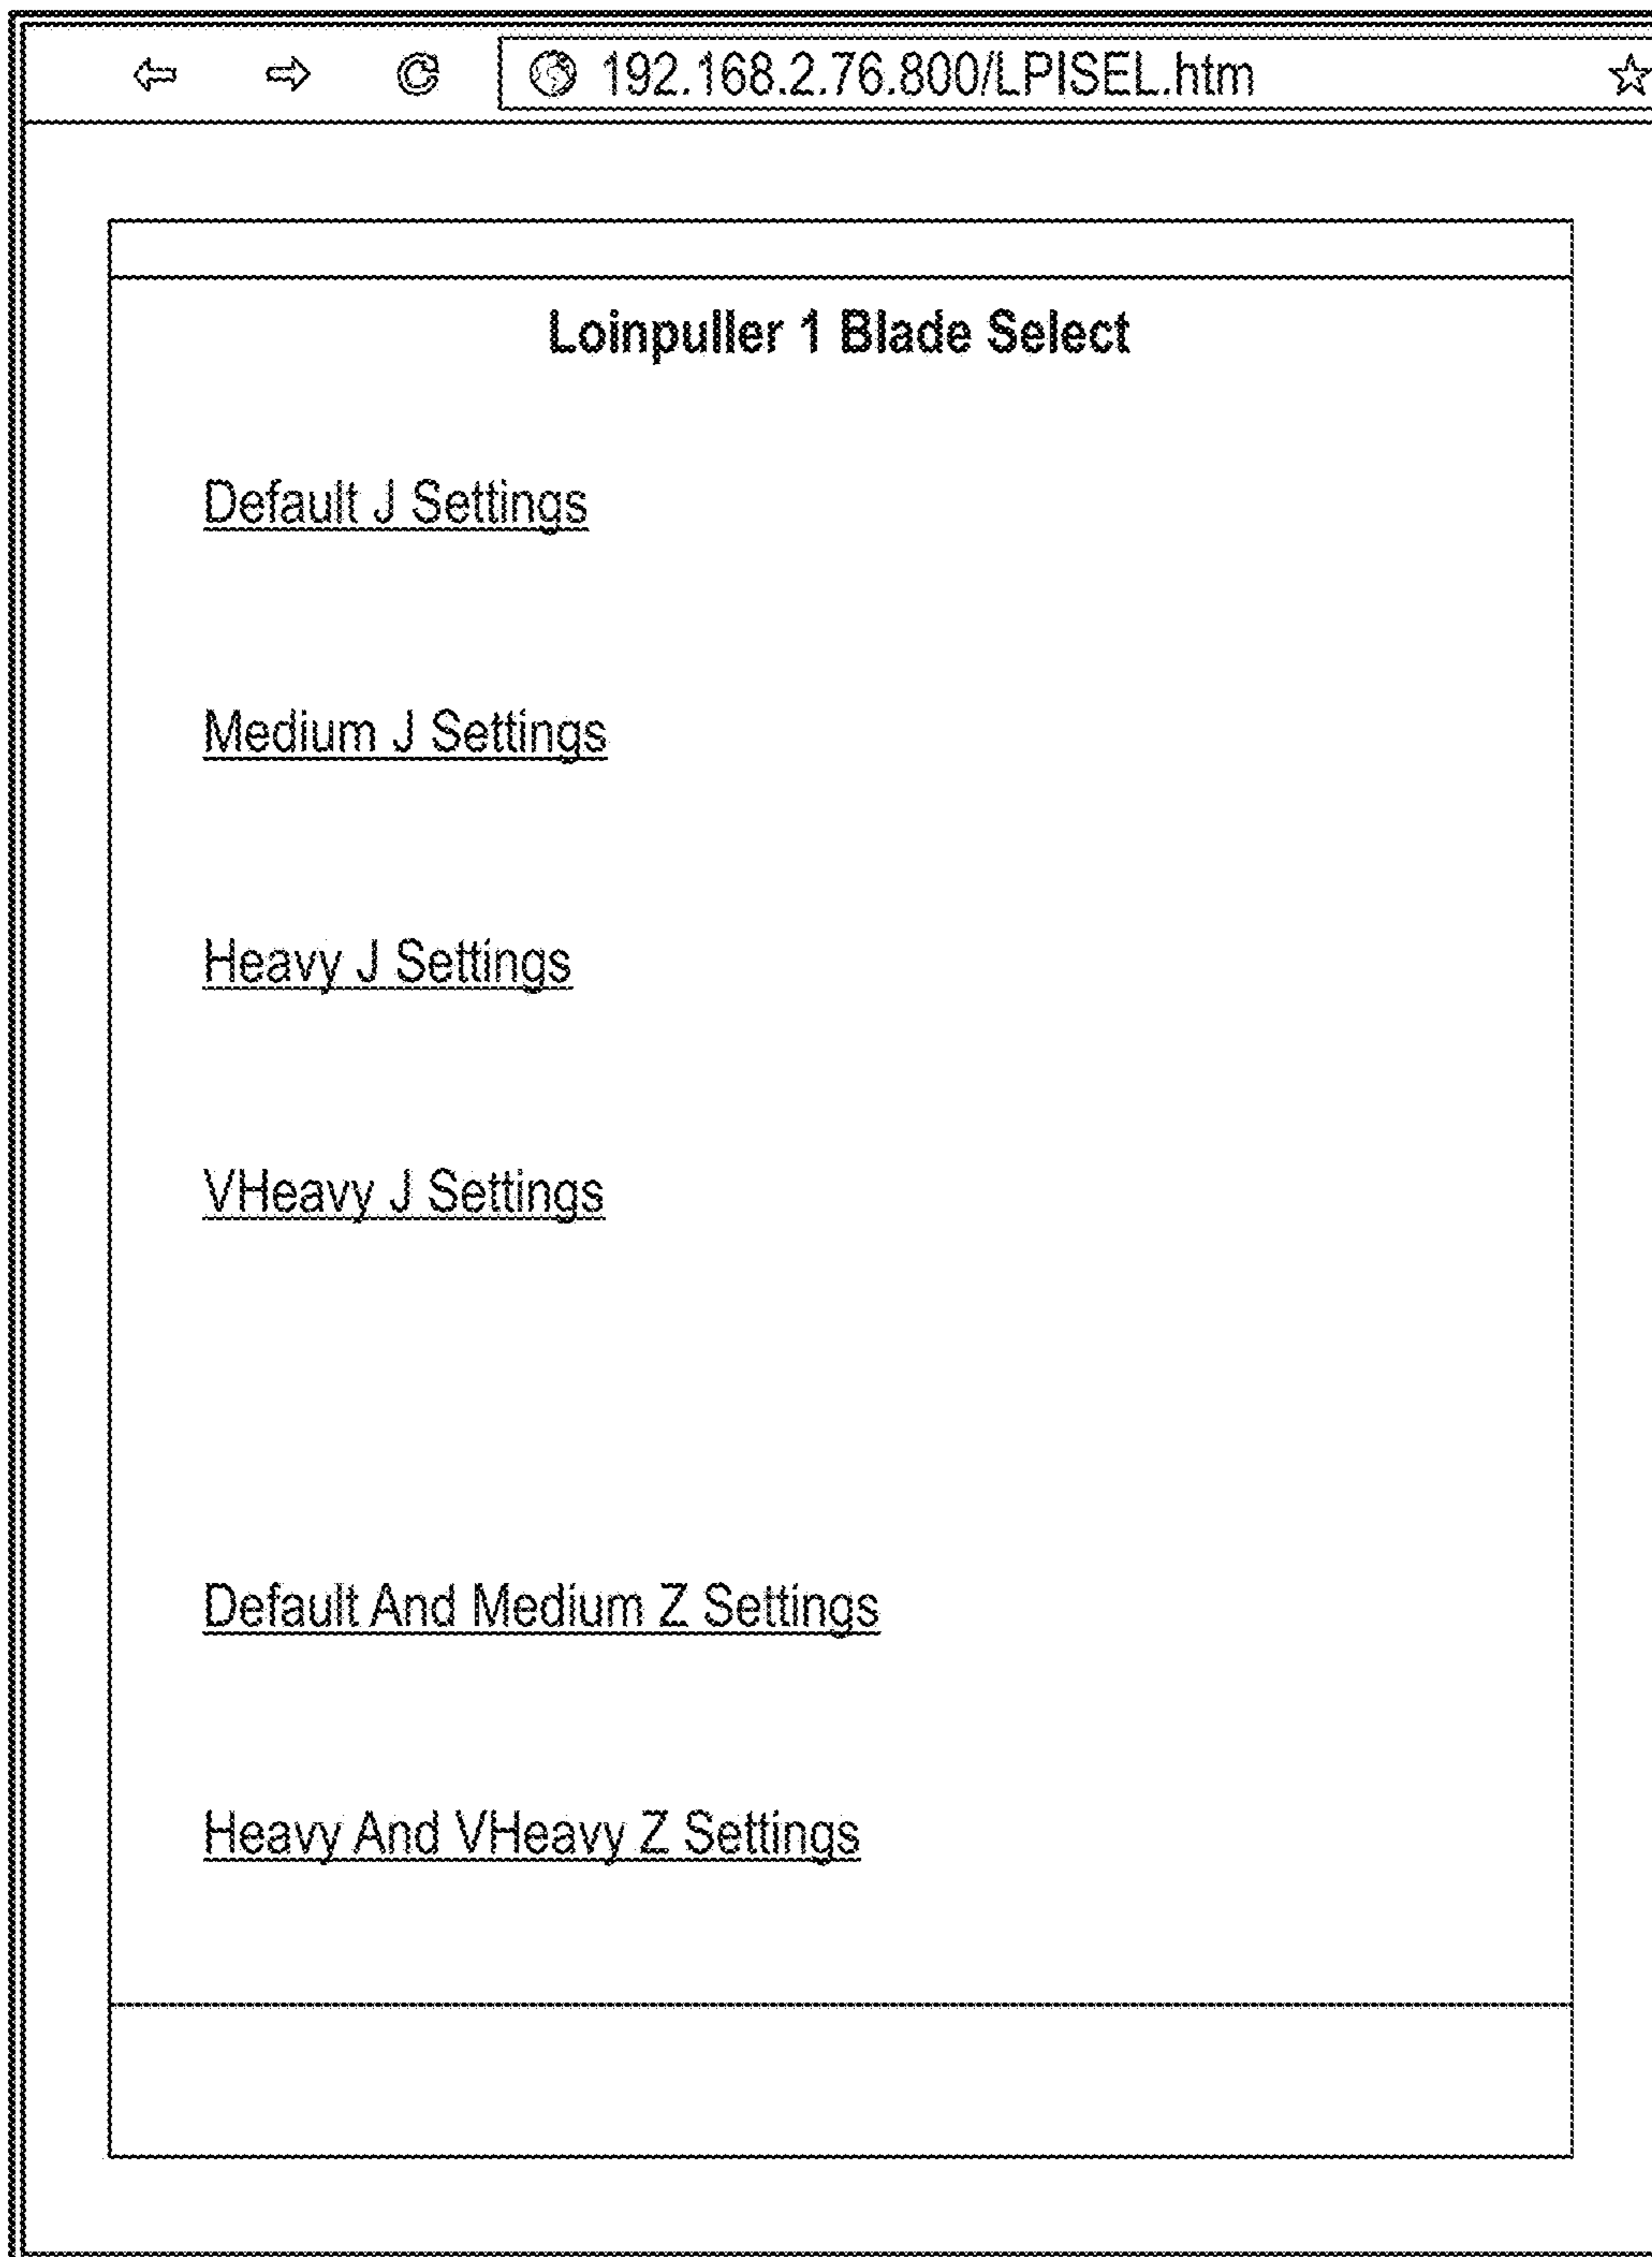 192.168.2.76.800/LPISEL.htm
Loinpuller 1 Blade Select
Default J Settings
Medium J Settings
Heavy J Settings
VHeavy J Settings
Default And Medium Z Settings
Heavy And VHeavy Z Settings